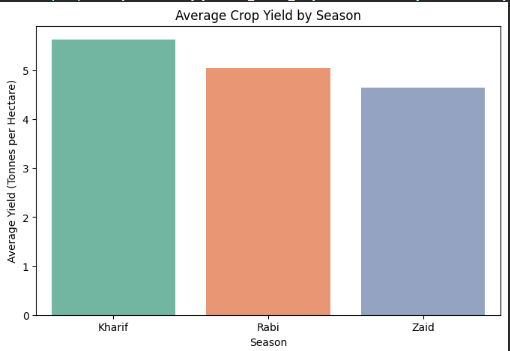 Average Crop Yield by Season
Average Yield (Tonnes per Hectare)
5
4
3
2
1
0
Kharif
Rabi
Zaid
Season